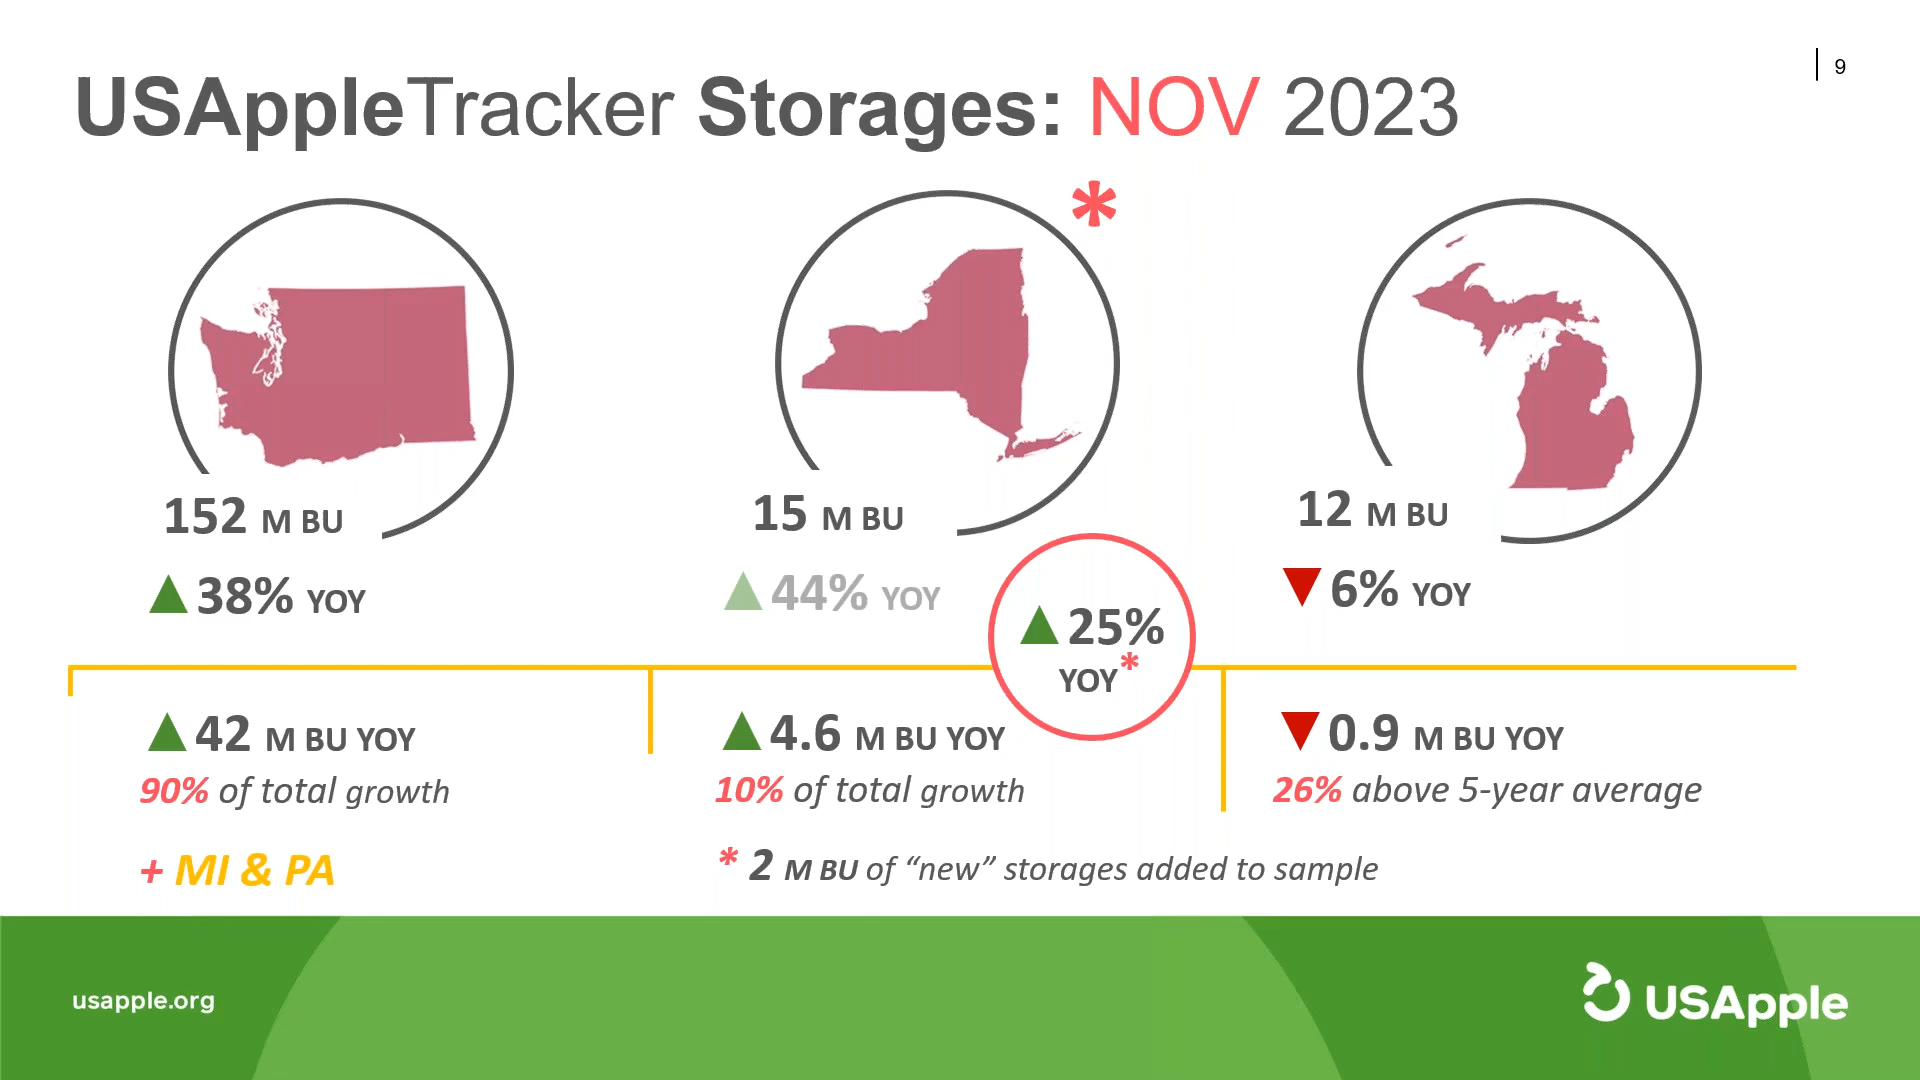 9
USAppleTracker Storages: NOV 2023
*
152 M BU
▲38% YOY
15 M BU
▲44% YOY
▲25%
YOY*
12 M BU
▼6% YOY
▲42 M BU YOY
90% of total growth
+ MI & PA
▲4.6 M BU YOY
10% of total growth
* 2 M BU of “new” storages added to sample
▼0.9 M BU YOY
26% above 5-year average
usapple.org
USApple